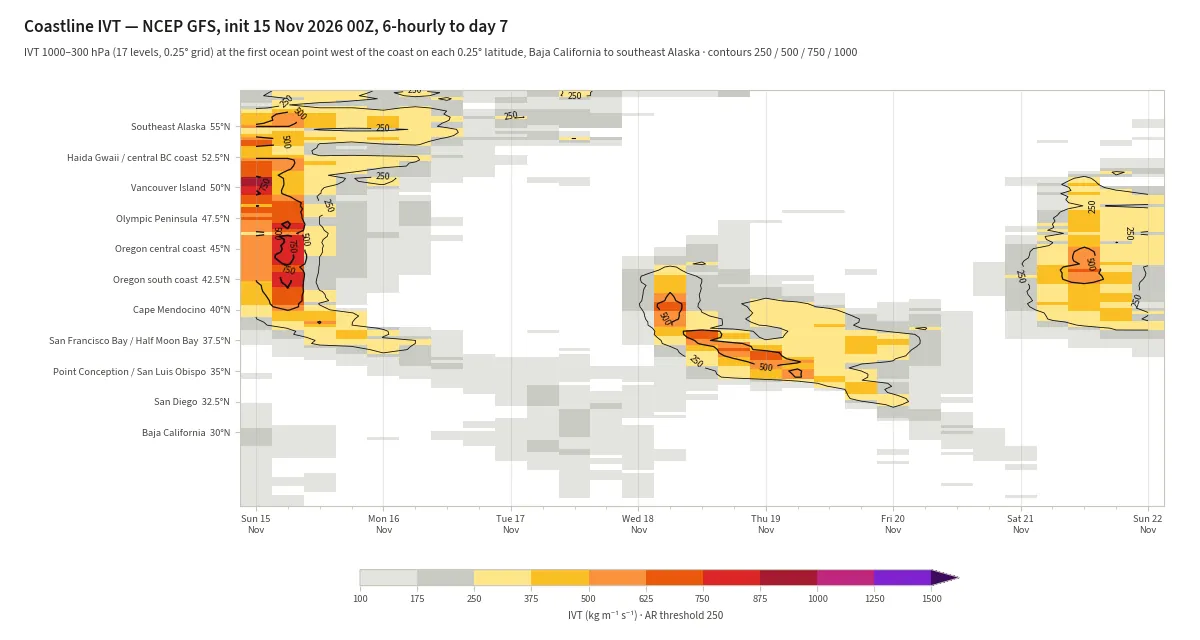 Coastline IVT — NCEP GFS, init 15 Nov 2026 00Z, 6-hourly to day 7
IVT 1000–300 hPa (17 levels, 0.25° grid) at the first ocean point west of the coast on each 0.25° latitude, Baja California to southeast Alaska · contours 250 / 500 / 750 / 1000
Southeast Alaska 55°N
Haida Gwaii / central BC coast 52.5°N
Vancouver Island 50°N
Olympic Peninsula 47.5°N
Oregon central coast 45°N
Oregon south coast 42.5°N
Cape Mendocino 40°N
San Francisco Bay / Half Moon Bay 37.5°N
Point Conception / San Luis Obispo 35°N
San Diego 32.5°N
Baja California 30°N
250
250
250
500
250
250
500
250
250
500
750
750
500
250
500
250
500
250
250
500
250
250
Sun 15
Nov
Mon 16
Nov
Tue 17
Nov
Wed 18
Nov
Thu 19
Nov
Fri 20
Nov
Sat 21
Nov
Sun 22
Nov
100 175 250 375 500 625 750 875 1000 1250 1500
IVT (kg m⁻¹ s⁻¹) · AR threshold 250